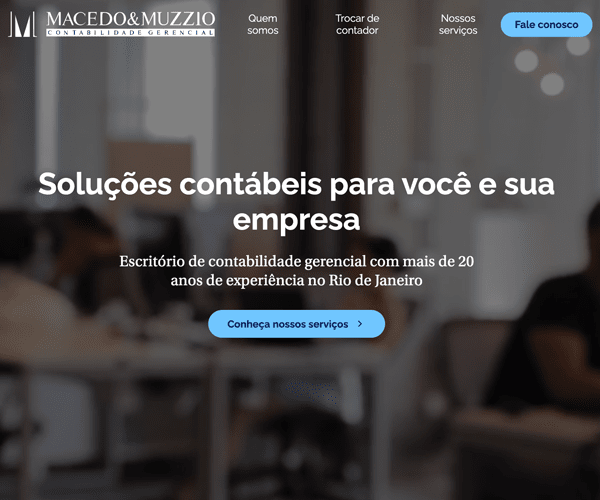 MACEDO&MUZZIO
CONTABILIDADE GERENCIAL
Quem
somos
Trocar de
contador
Nossos
serviços
Fale conosco
Soluções contábeis para você e sua
empresa
Escritório de contabilidade gerencial com mais de 20
anos de experiência no Rio de Janeiro
Conheça nossos serviços